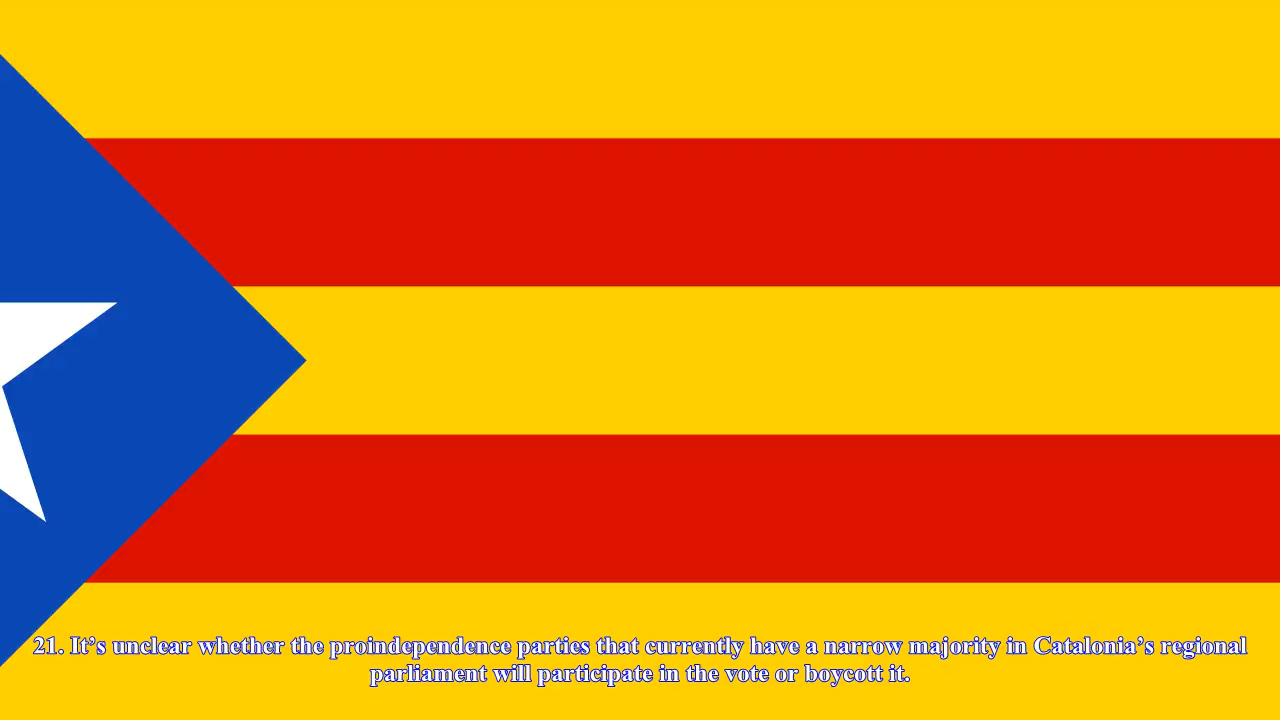 21. It’s unclear whether the proindependence parties that currently have a narrow majority in Catalonia’s regional
parliament will participate in the vote or boycott it.